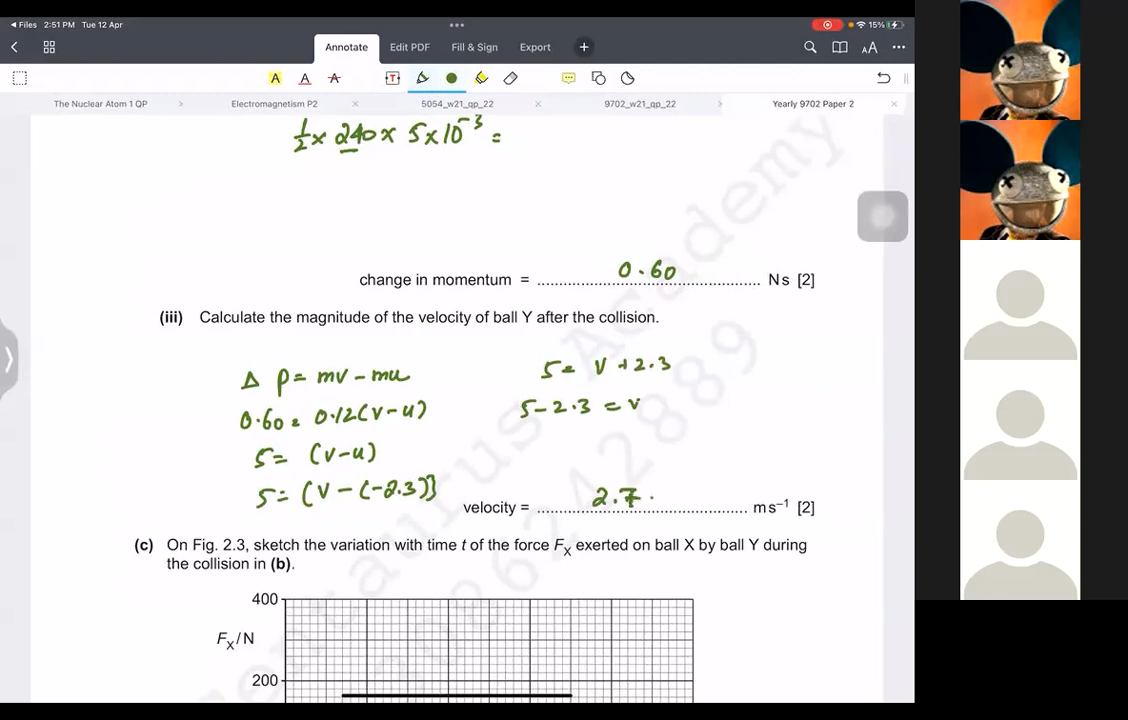 Files 2:51 PM Tue 12 Apr
15%
Annotate Edit PDF Fill & Sign Export
The Nuclear Atom 1 QP Electromagnetism P2 5054_w21_qp_22 9702_w21_qp_22 Yearly 9702 Paper 2
1/2 × 240 × 5×10⁻³ =
change in momentum = 0.60 Ns [2]
(iii) Calculate the magnitude of the velocity of ball Y after the collision.
Δ p = mv - mu
0.60 = 0.12(v-u)
5 = (v-u)
5 = (v - (-2.3)}
5 = v + 2.3
5 - 2.3 = v
velocity = 2.7 ms⁻¹ [2]
(c) On Fig. 2.3, sketch the variation with time t of the force Fx exerted on ball X by ball Y during
the collision in (b).
400
Fx / N
200